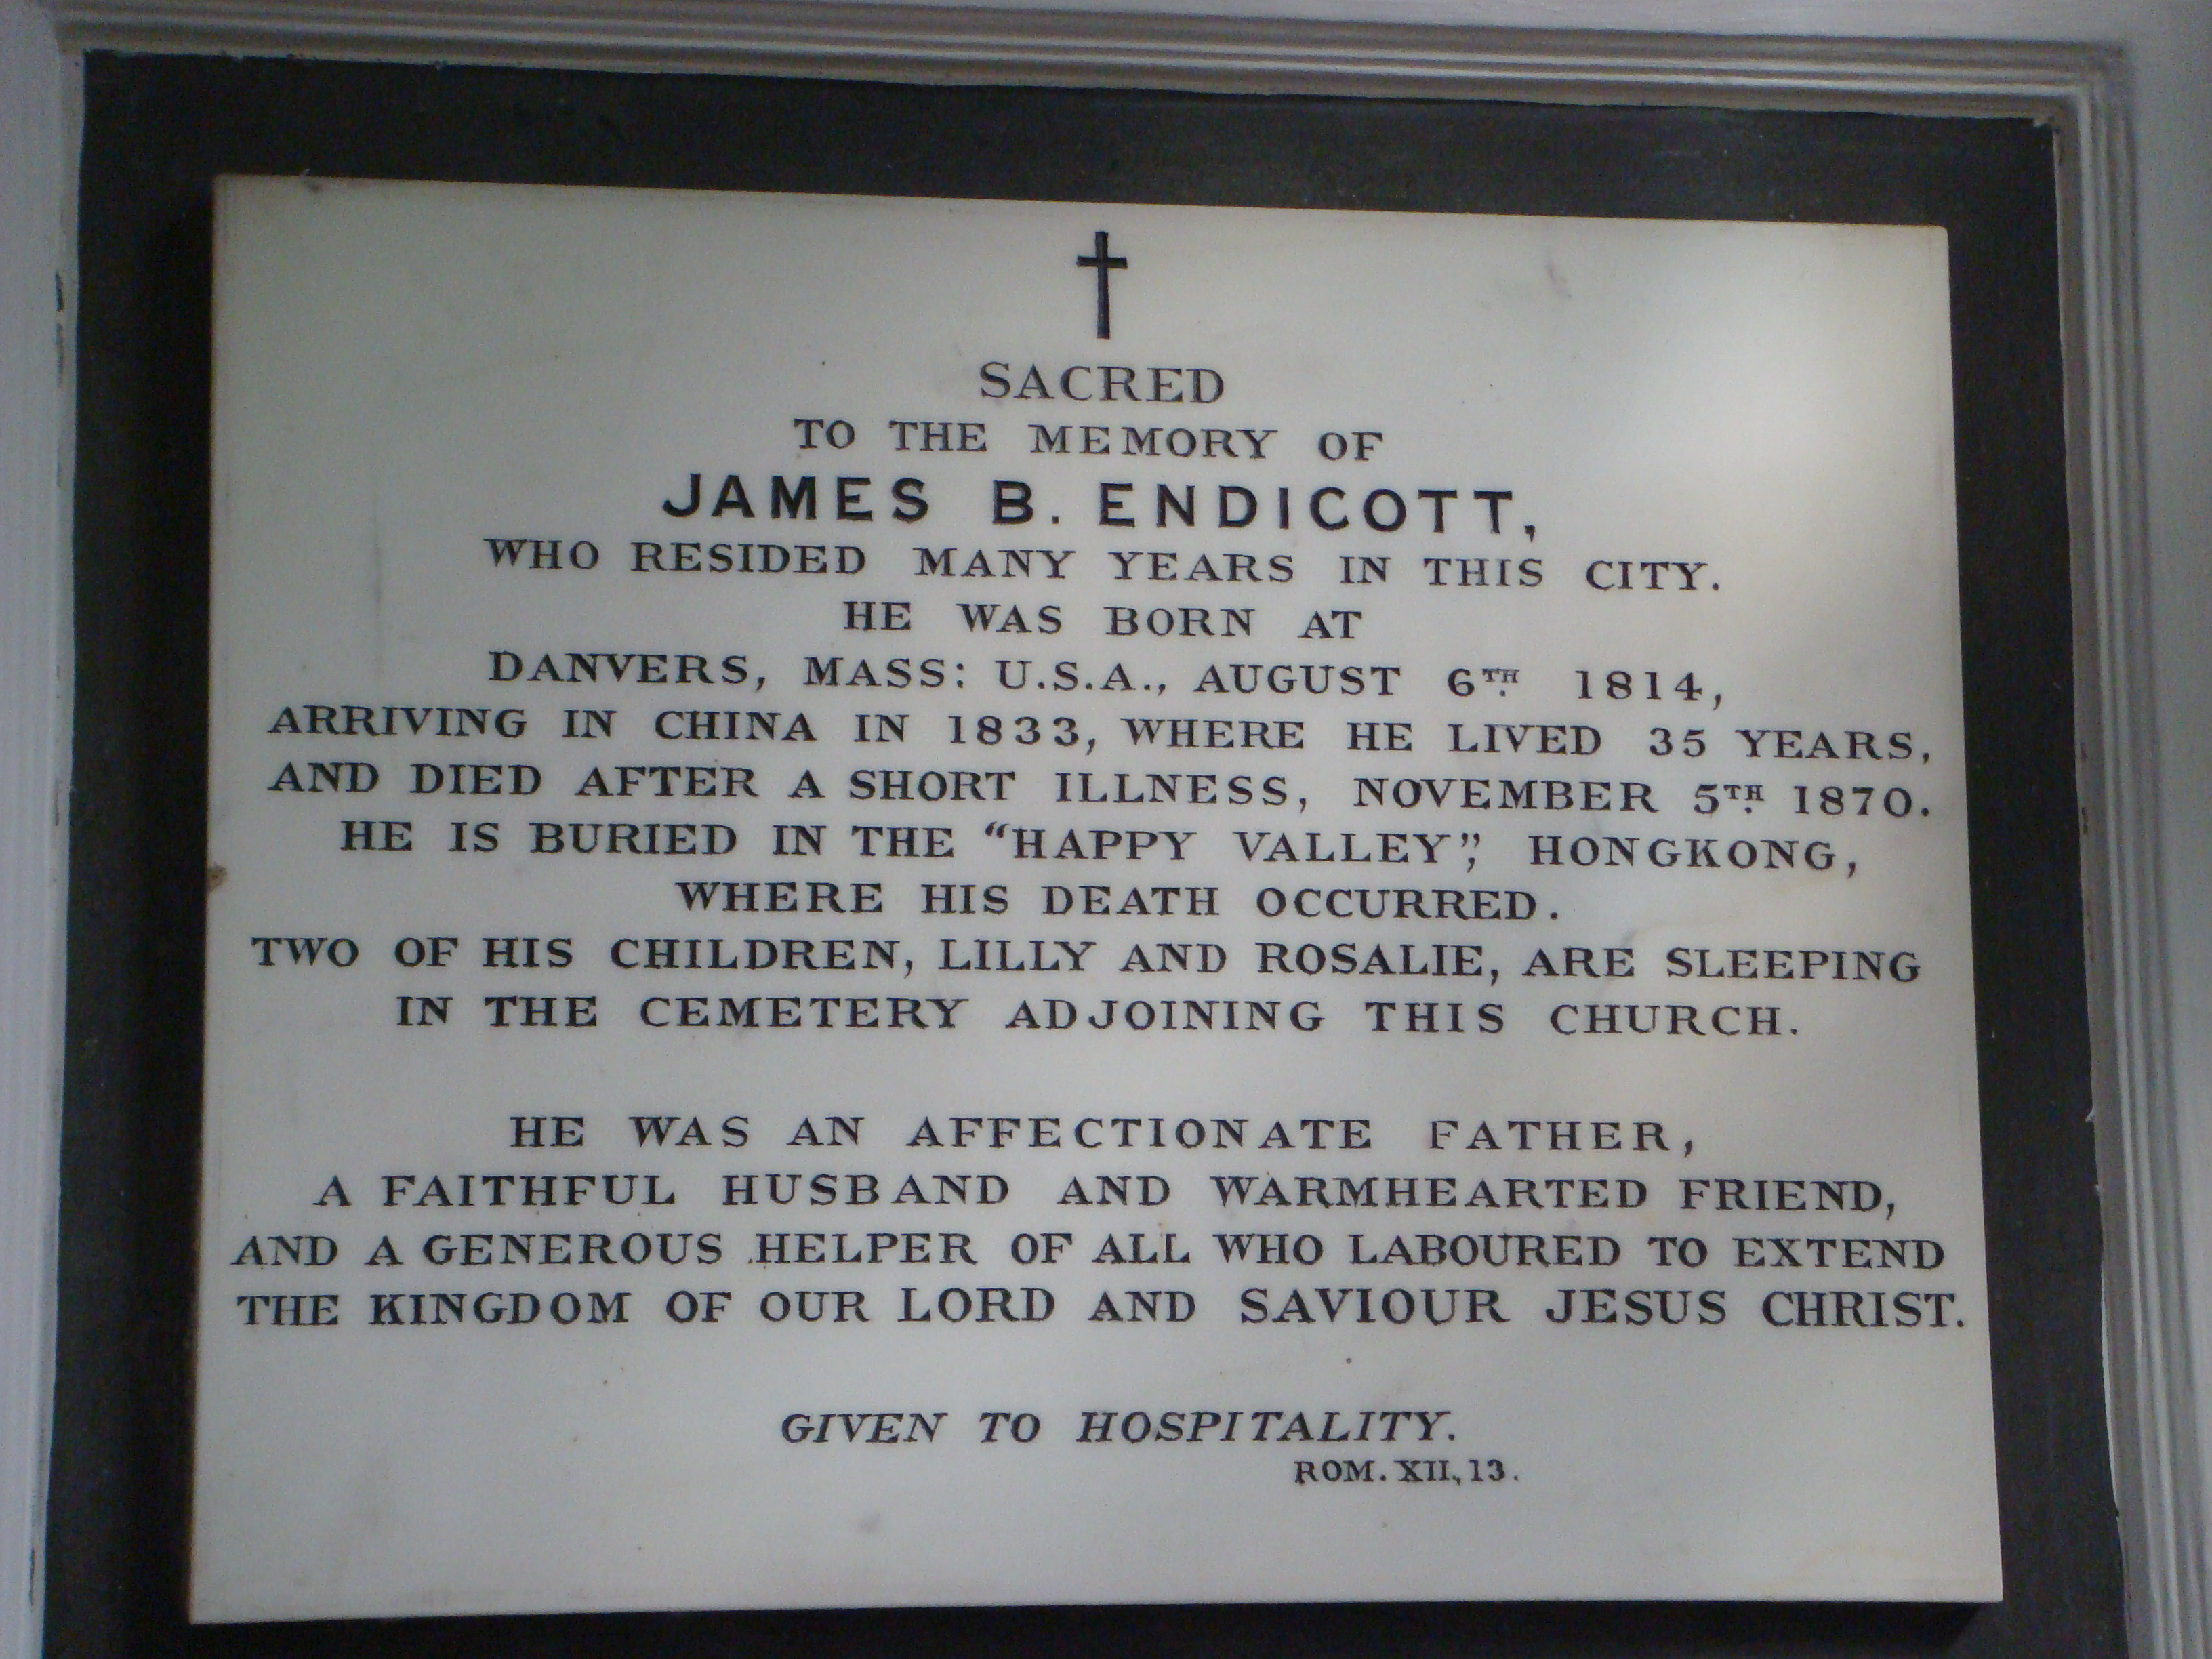 SACRED
TO THE MEMORY OF
JAMES B. ENDICOTT,
WHO RESIDED MANY YEARS IN THIS CITY.
HE WAS BORN AT
DANVERS, MASS: U.S.A., AUGUST 6TH 1814,
ARRIVING IN CHINA IN 1833, WHERE HE LIVED 35 YEARS,
AND DIED AFTER A SHORT ILLNESS, NOVEMBER 5TH 1870.
HE IS BURIED IN THE “HAPPY VALLEY”, HONGKONG,
WHERE HIS DEATH OCCURRED.
TWO OF HIS CHILDREN, LILLY AND ROSALIE, ARE SLEEPING
IN THE CEMETERY ADJOINING THIS CHURCH.
HE WAS AN AFFECTIONATE FATHER,
A FAITHFUL HUSBAND AND WARMHEARTED FRIEND,
AND A GENEROUS HELPER OF ALL WHO LABOURED TO EXTEND
THE KINGDOM OF OUR LORD AND SAVIOUR JESUS CHRIST.
GIVEN TO HOSPITALITY.
ROM. XII, 13.